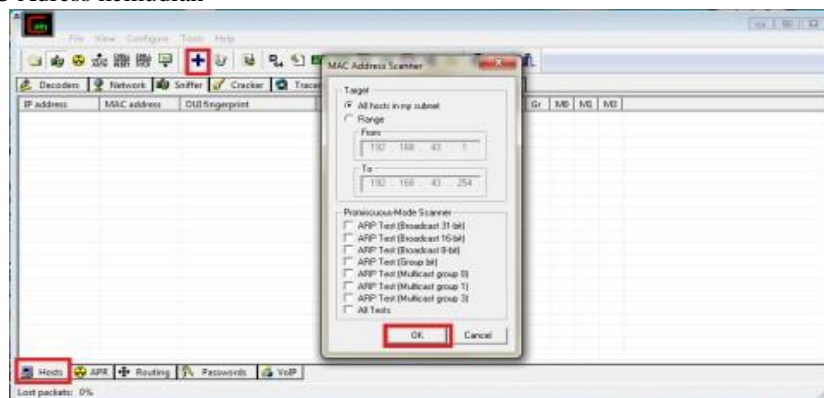 Adress kemudian
File View Configure Tools Help
Decoders Network Sniffer Cracker
IP address MAC address OUI fingerprint Gr M0 M1 M3
MAC Address Scanner
Target
All hosts in my subnet
Range
From
192 . 168 . 43 . 1
To
192 . 168 . 43 . 254
Promiscuous-Mode Scanner
ARP Test (Broadcast 31-bit)
ARP Test (Broadcast 16-bit)
ARP Test (Broadcast 8-bit)
ARP Test (Group bit)
ARP Test (Multicast group 0)
ARP Test (Multicast group 1)
ARP Test (Multicast group 3)
All Tests
OK Cancel
Hosts APR Routing Passwords VoIP
Lost packets: 0%